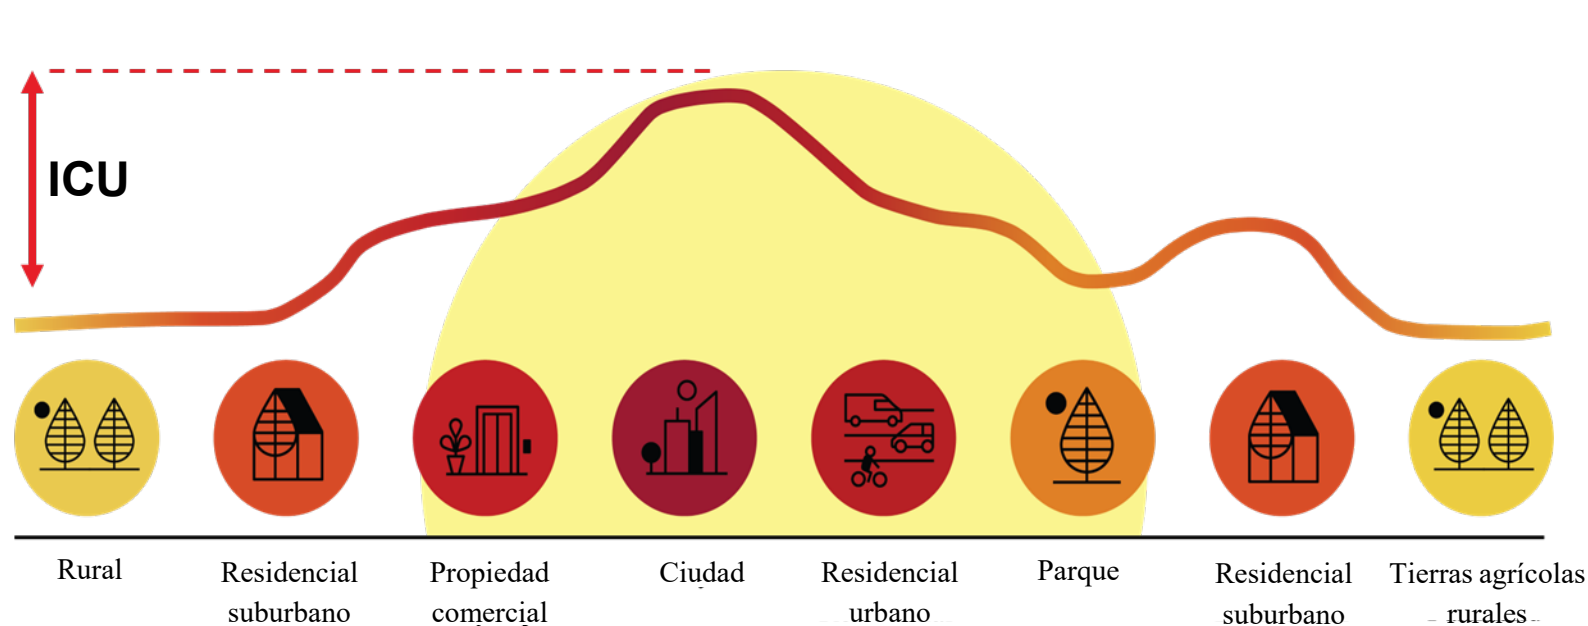 ICU
Rural
Residencial
suburbano
Propiedad
comercial
Ciudad
Residencial
urbano
Parque
Residencial
suburbano
Tierras agrícolas
rurales